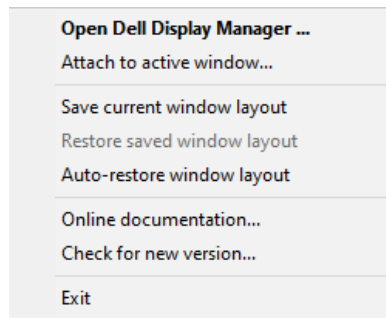 Open Dell Display Manager ...
Attach to active window...
Save current window layout
Restore saved window layout
Auto-restore window layout
Online documentation...
Check for new version...
Exit